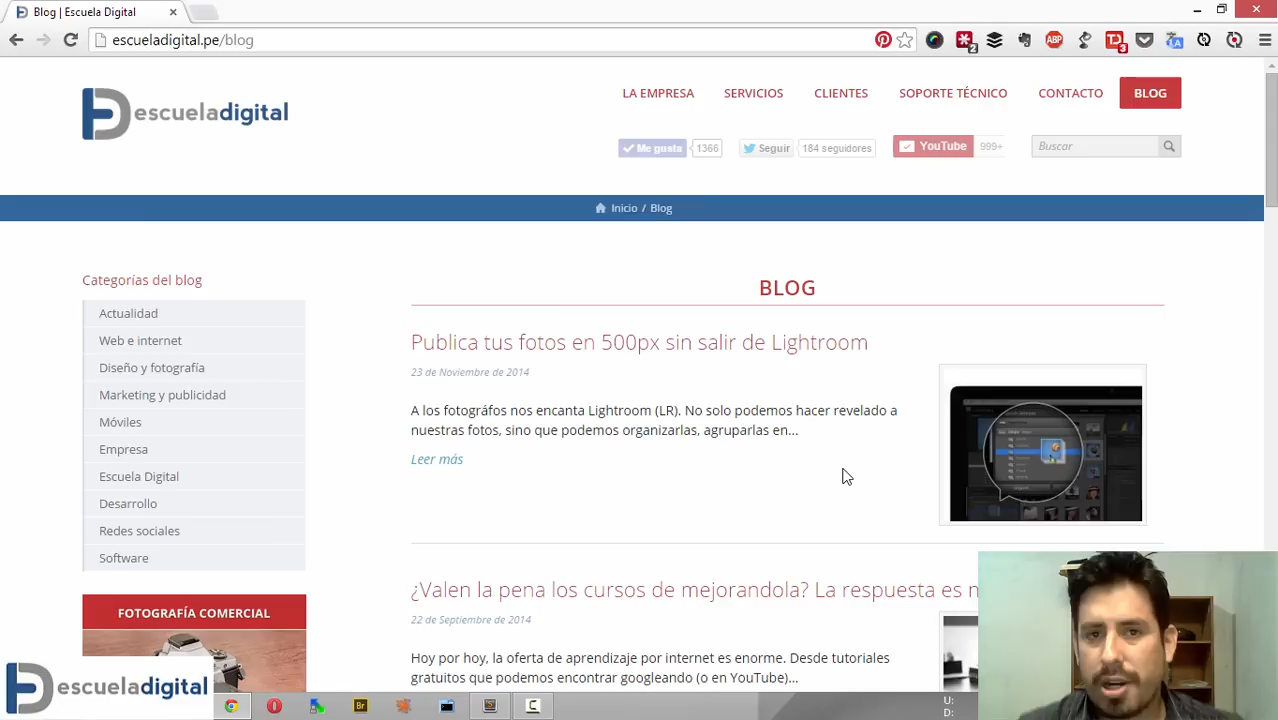 Blog | Escuela Digital
escueladigital.pe/blog
ABP
2
3
escueladigital
LA EMPRESA
SERVICIOS
CLIENTES
SOPORTE TÉCNICO
CONTACTO
BLOG
Me gusta
1366
Seguir
184 seguidores
YouTube
999+
Buscar
Inicio / Blog
Categorías del blog
Actualidad
Web e internet
Diseño y fotografía
Marketing y publicidad
Móviles
Empresa
Escuela Digital
Desarrollo
Redes sociales
Software
FOTOGRAFÍA COMERCIAL
BLOG
Publica tus fotos en 500px sin salir de Lightroom
23 de Noviembre de 2014
A los fotográfos nos encanta Lightroom (LR). No solo podemos hacer revelado a
nuestras fotos, sino que podemos organizarlas, agruparlas en...
Leer más
¿Valen la pena los cursos de mejorandola? La respuesta es n
22 de Septiembre de 2014
Hoy por hoy, la oferta de aprendizaje por internet es enorme. Desde tutoriales
gratuitos que podemos encontrar googleando (o en YouTube)...
escueladigital
Br
U:
D: